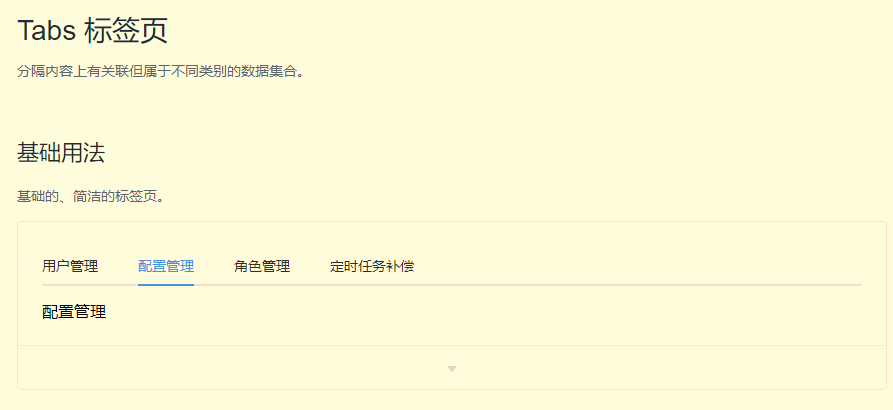 Tabs 标签页
分隔内容上有关联但属于不同类别的数据集合。
基础用法
基础的、简洁的标签页。
用户管理 配置管理 角色管理 定时任务补偿
配置管理